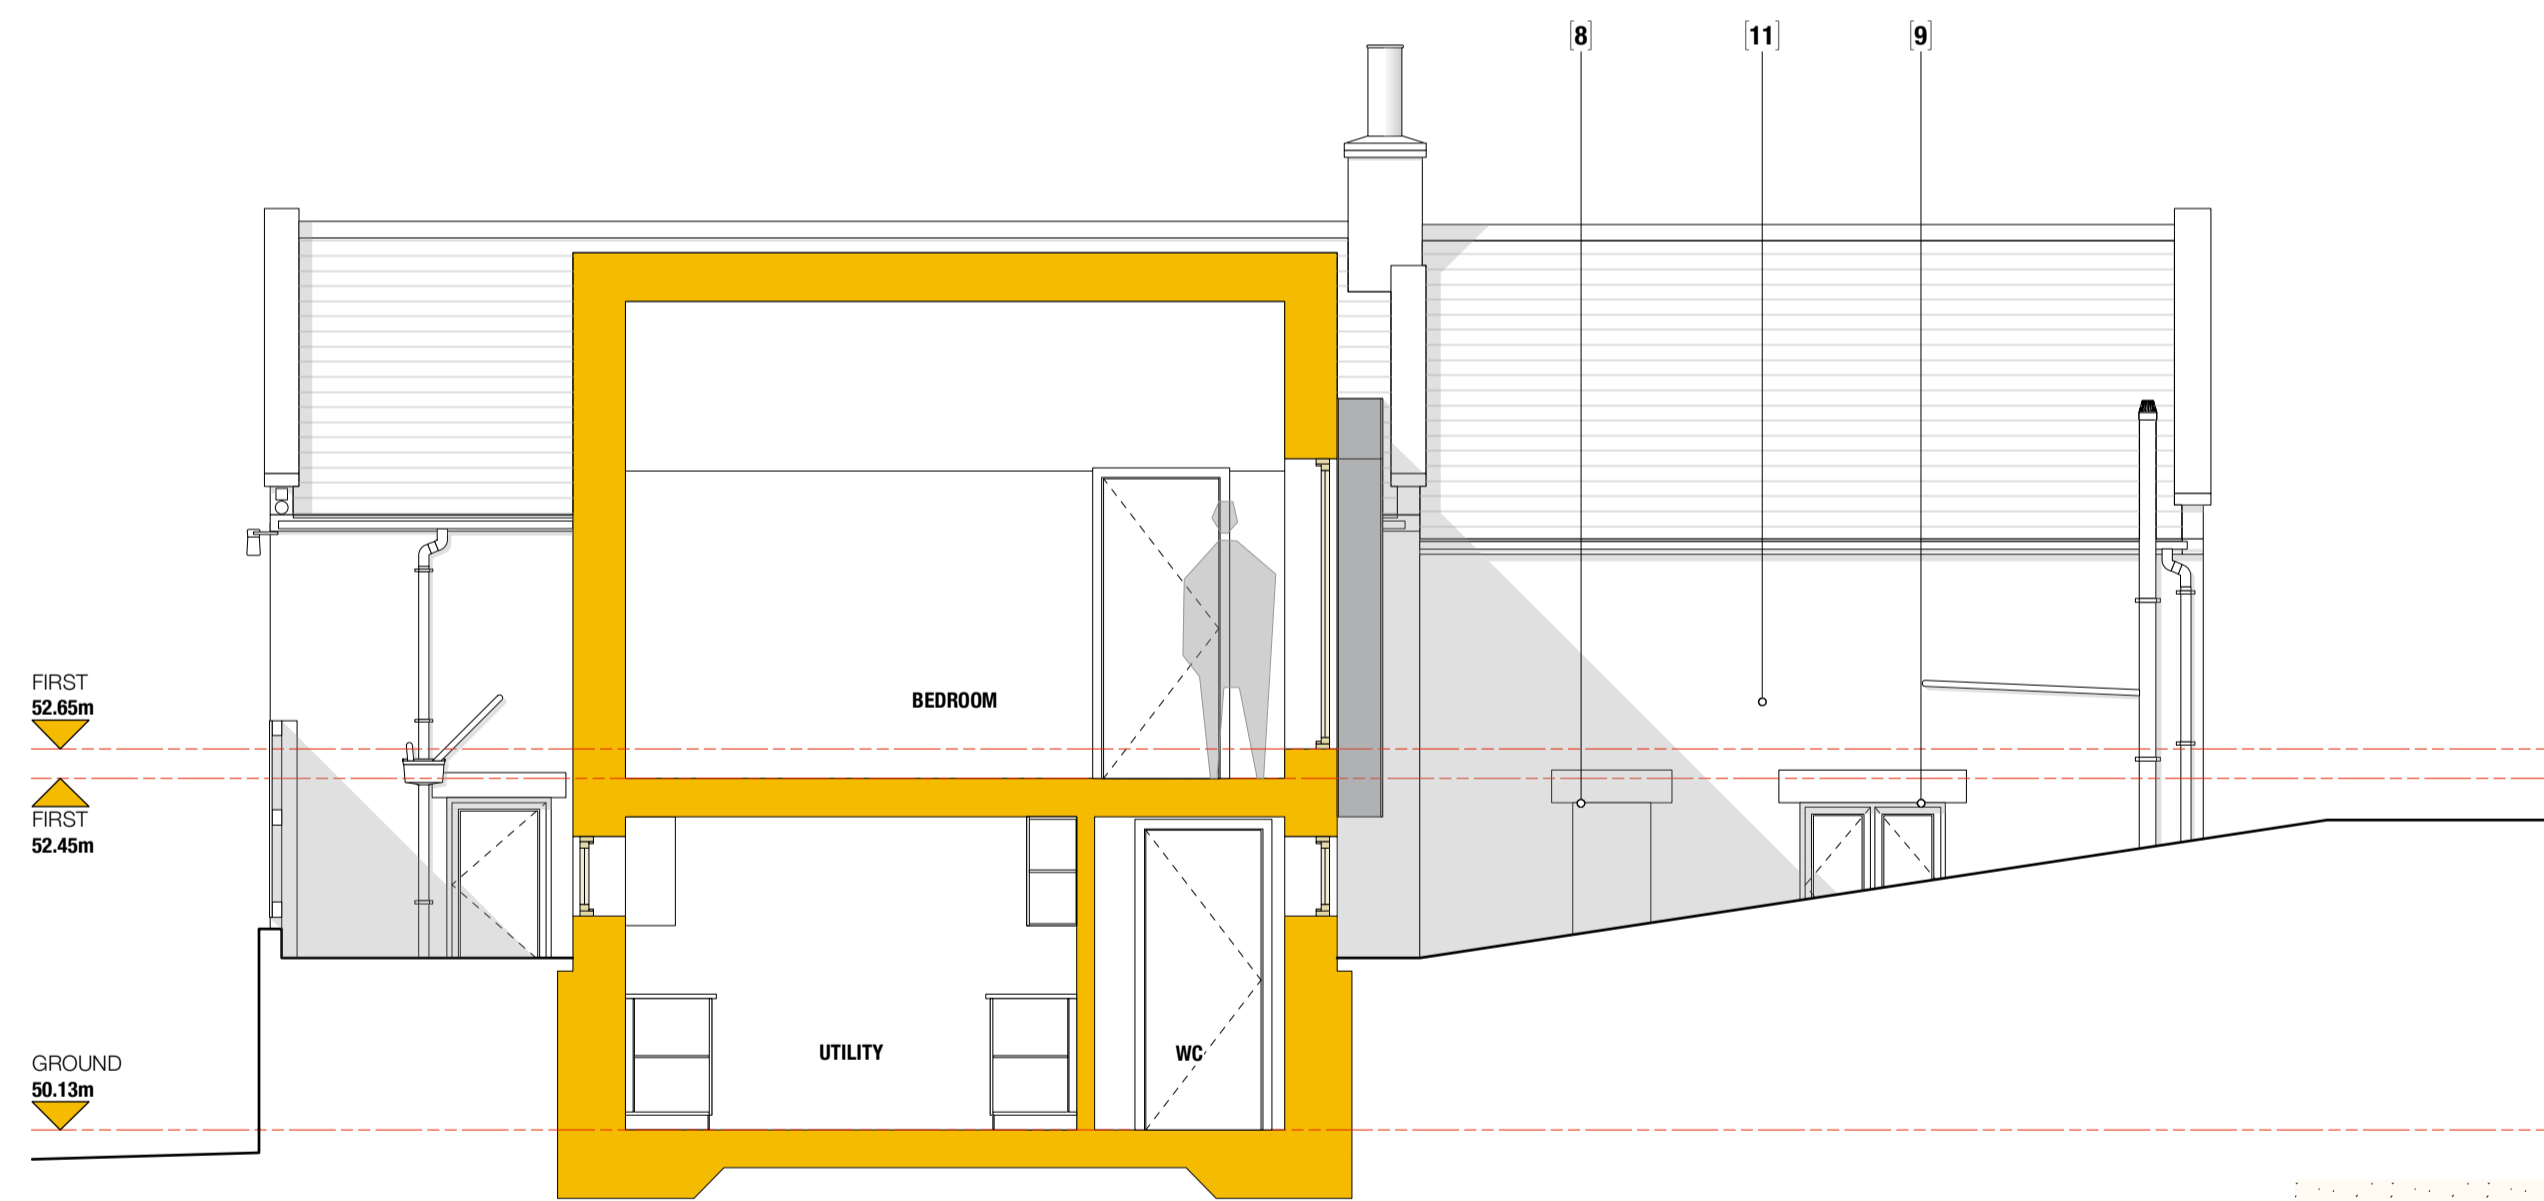 [8]
[11]
[9]
FIRST
52.65m
FIRST
52.45m
GROUND
50.13m
BEDROOM
UTILITY
WC